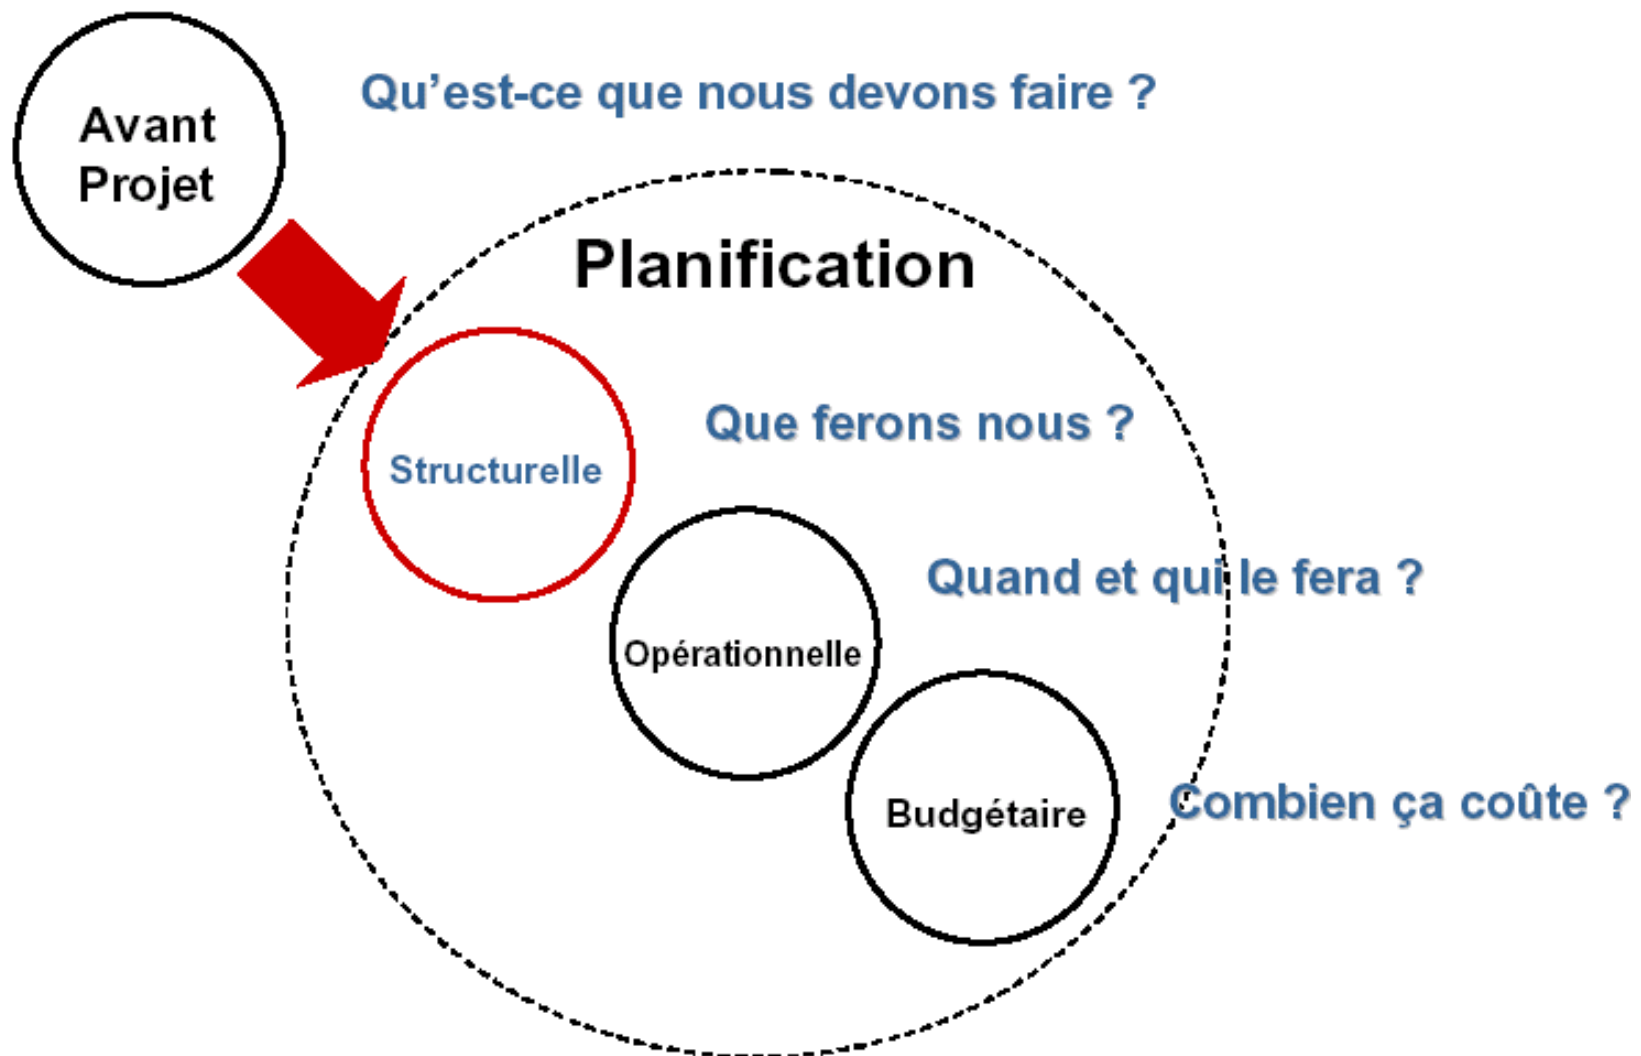 Avant
Projet
Qu’est-ce que nous devons faire ?
Planification
Structurelle
Que ferons nous ?
Opérationnelle
Quand et qui le fera ?
Budgétaire
Combien ça coûte ?